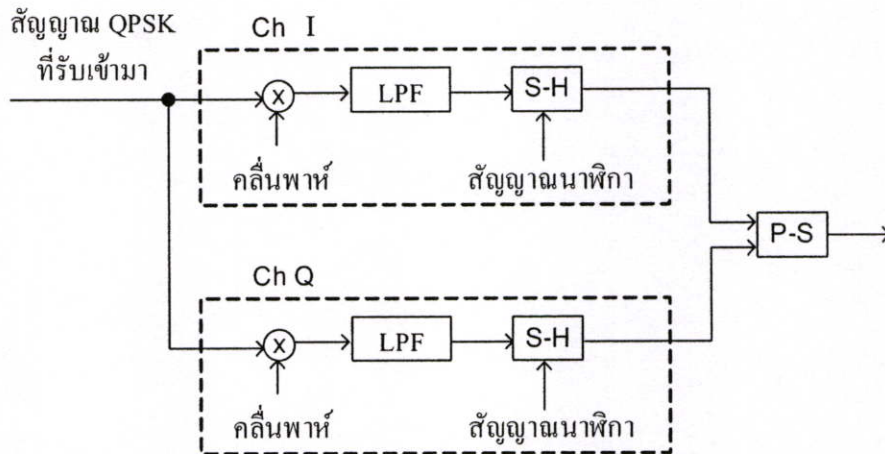 สัญญาณ QPSK
ที่รับเข้ามา
Ch I
X
LPF
S-H
คลื่นพาห์
สัญญาณนาฬิกา
P-S
Ch Q
X
LPF
S-H
คลื่นพาห์
สัญญาณนาฬิกา